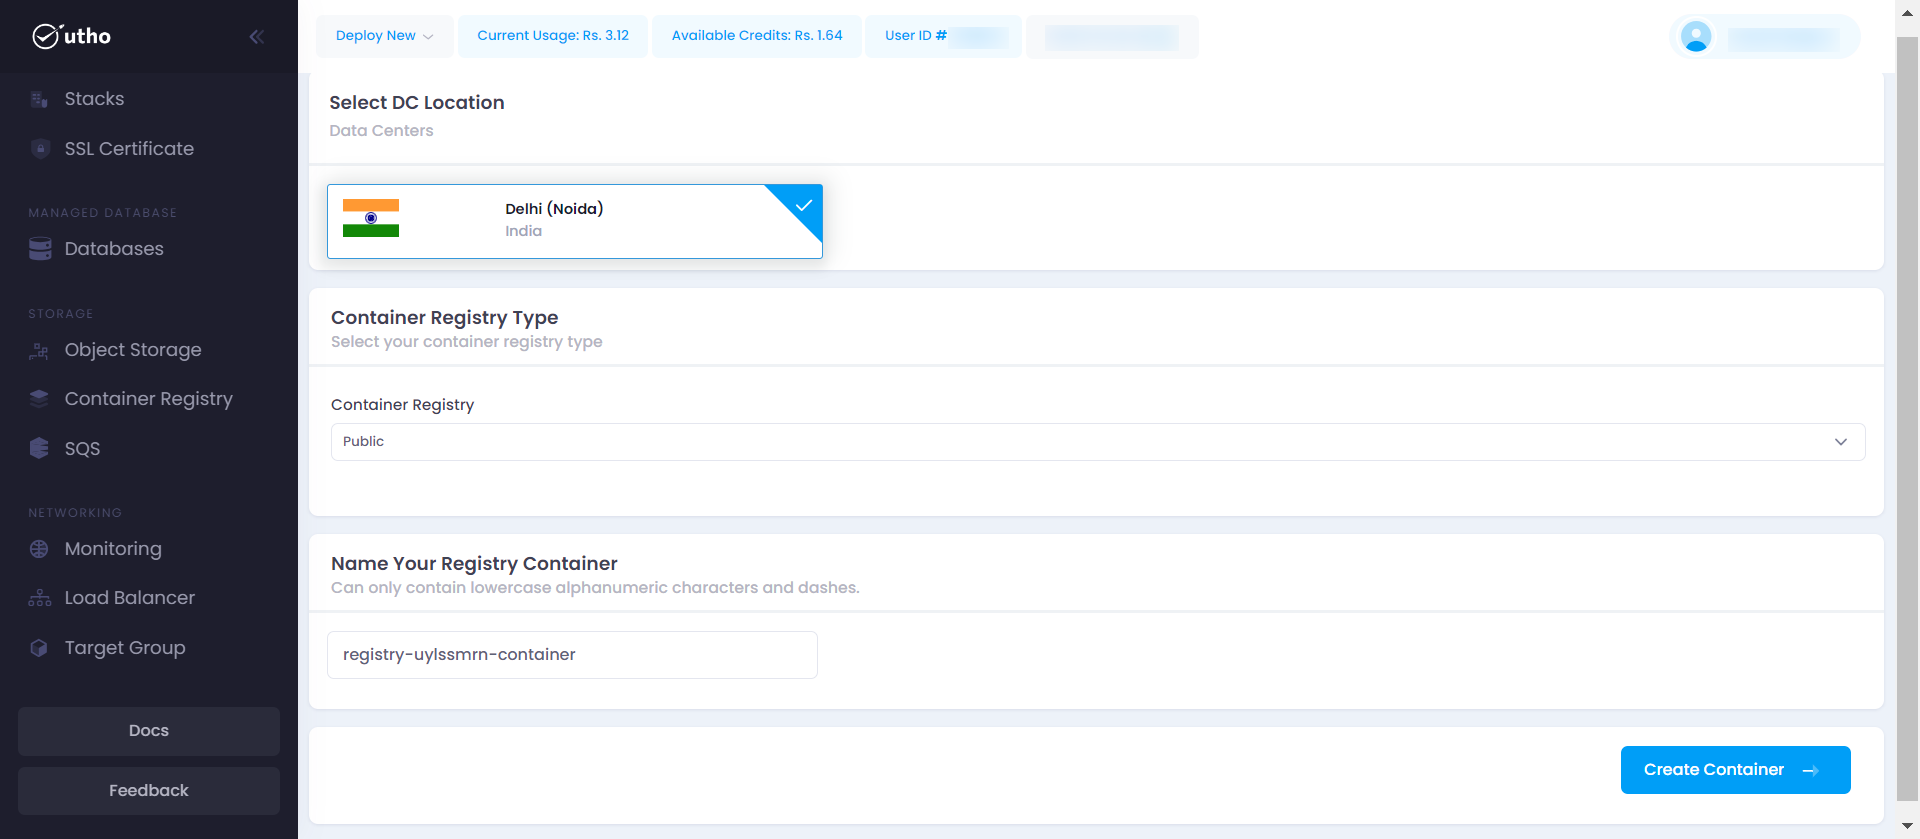 utho
Stacks
SSL Certificate
MANAGED DATABASE
Databases
STORAGE
Object Storage
Container Registry
SQS
NETWORKING
Monitoring
Load Balancer
Target Group
Docs
Feedback
Deploy New
Current Usage: Rs. 3.12
Available Credits: Rs. 1.64
User ID #
Select DC Location
Data Centers
Delhi (Noida)
India
Container Registry Type
Select your container registry type
Container Registry
Public
Name Your Registry Container
Can only contain lowercase alphanumeric characters and dashes.
registry-uylssmrn-container
Create Container